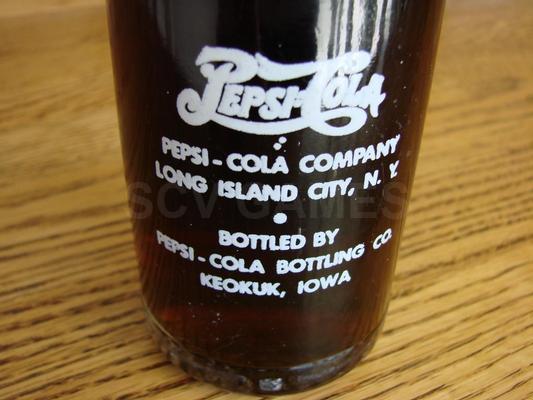 PEPSI-COLA
PEPSI-COLA COMPANY
LONG ISLAND CITY, N. Y.
SCV GAMES
BOTTLED BY
PEPSI-COLA BOTTLING CO.
KEOKUK, IOWA